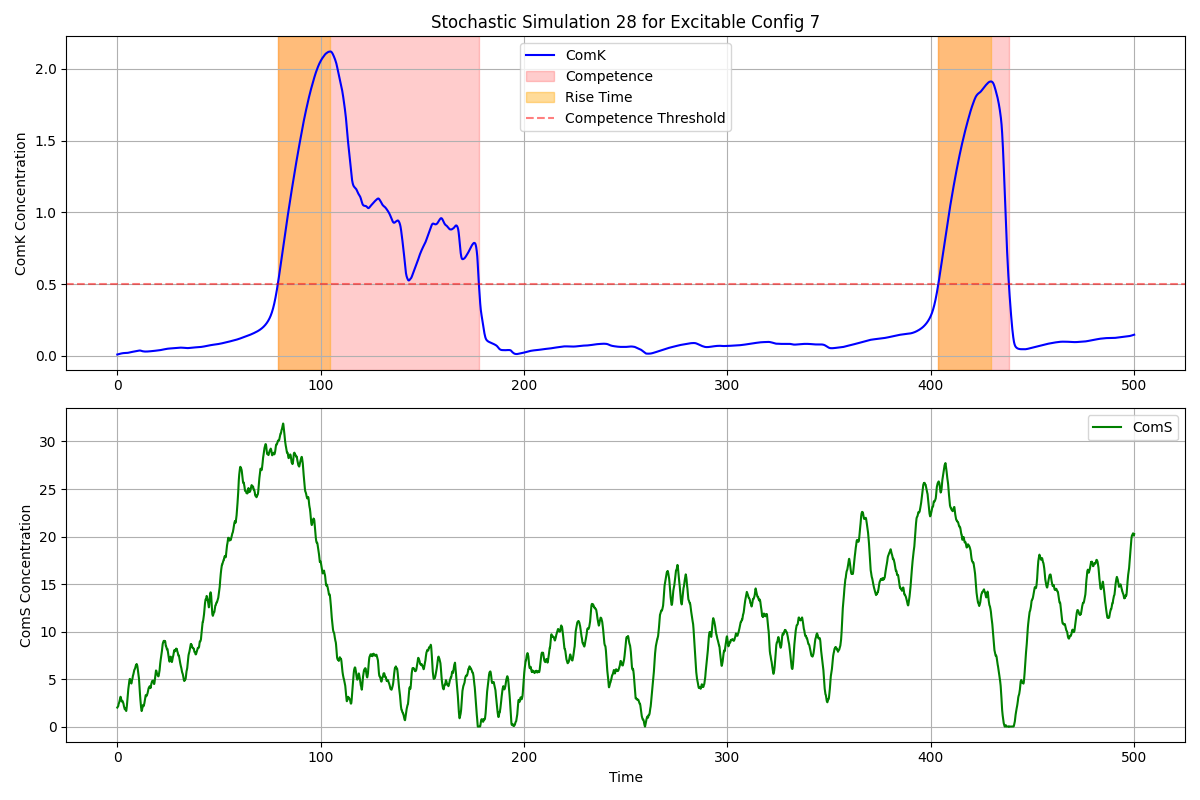 Stochastic Simulation 28 for Excitable Config 7
ComK Concentration
2.0
1.5
1.0
0.5
0.0
ComK
Competence
Rise Time
Competence Threshold
0 100 200 300 400 500
ComS Concentration
30
25
20
15
10
5
0
ComS
0 100 200 300 400 500
Time